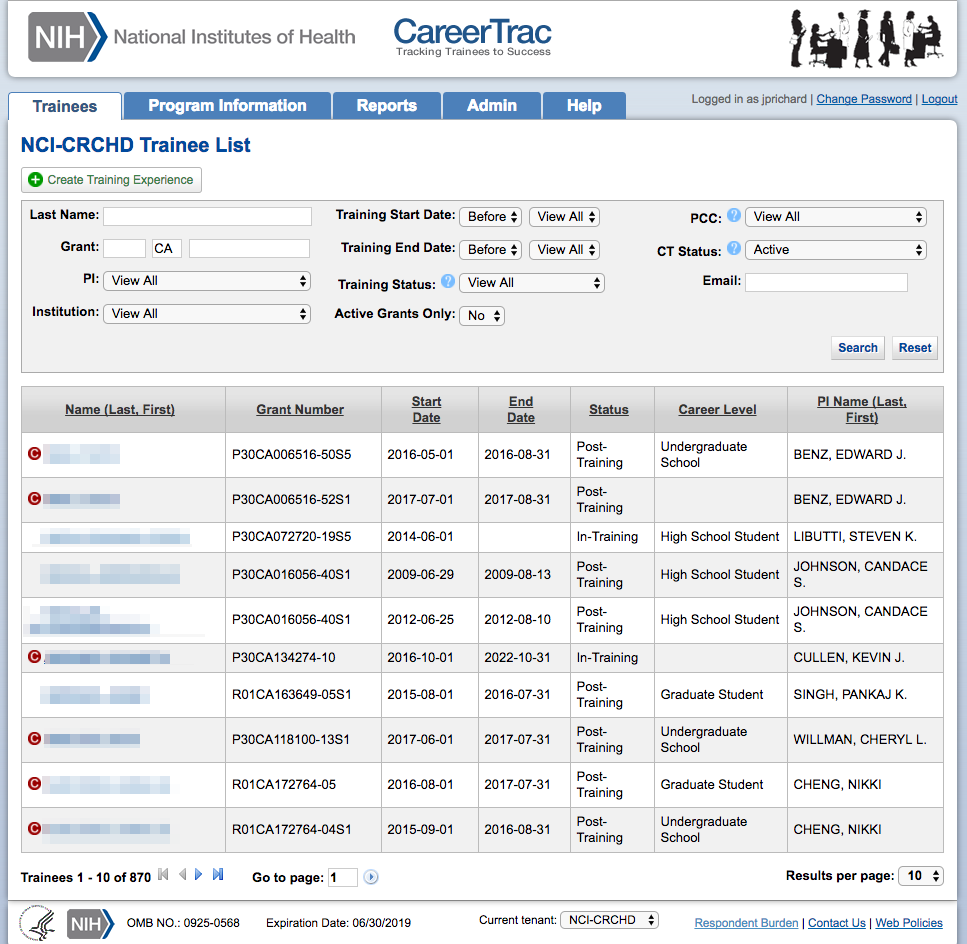 NIH National Institutes of Health
CareerTrac
Tracking Trainees to Success
Trainees Program Information Reports Admin Help
Logged in as jprichard | Change Password | Logout
NCI-CRCHD Trainee List
Create Training Experience
Last Name: Training Start Date: Before View All PCC: ? View All
Grant: CA Training End Date: Before View All CT Status: ? Active
PI: View All Training Status: ? View All Email:
Institution: View All Active Grants Only: No
Search Reset
Name (Last, First) Grant Number Start Date End Date Status Career Level PI Name (Last, First)
C P30CA006516-50S5 2016-05-01 2016-08-31 Post-Training Undergraduate School BENZ, EDWARD J.
C P30CA006516-52S1 2017-07-01 2017-08-31 Post-Training BENZ, EDWARD J.
P30CA072720-19S5 2014-06-01 In-Training High School Student LIBUTTI, STEVEN K.
P30CA016056-40S1 2009-06-29 2009-08-13 Post-Training High School Student JOHNSON, CANDACE S.
P30CA016056-40S1 2012-06-25 2012-08-10 Post-Training High School Student JOHNSON, CANDACE S.
C P30CA134274-10 2016-10-01 2022-10-31 In-Training CULLEN, KEVIN J.
R01CA163649-05S1 2015-08-01 2016-07-31 Post-Training Graduate Student SINGH, PANKAJ K.
C P30CA118100-13S1 2017-06-01 2017-07-31 Post-Training Undergraduate School WILLMAN, CHERYL L.
C R01CA172764-05 2016-08-01 2017-07-31 Post-Training Graduate Student CHENG, NIKKI
C R01CA172764-04S1 2015-09-01 2016-08-31 Post-Training Undergraduate School CHENG, NIKKI
Trainees 1 - 10 of 870 Go to page: 1 Results per page: 10
NIH OMB NO.: 0925-0568 Expiration Date: 06/30/2019 Current tenant: NCI-CRCHD Respondent Burden | Contact Us | Web Policies